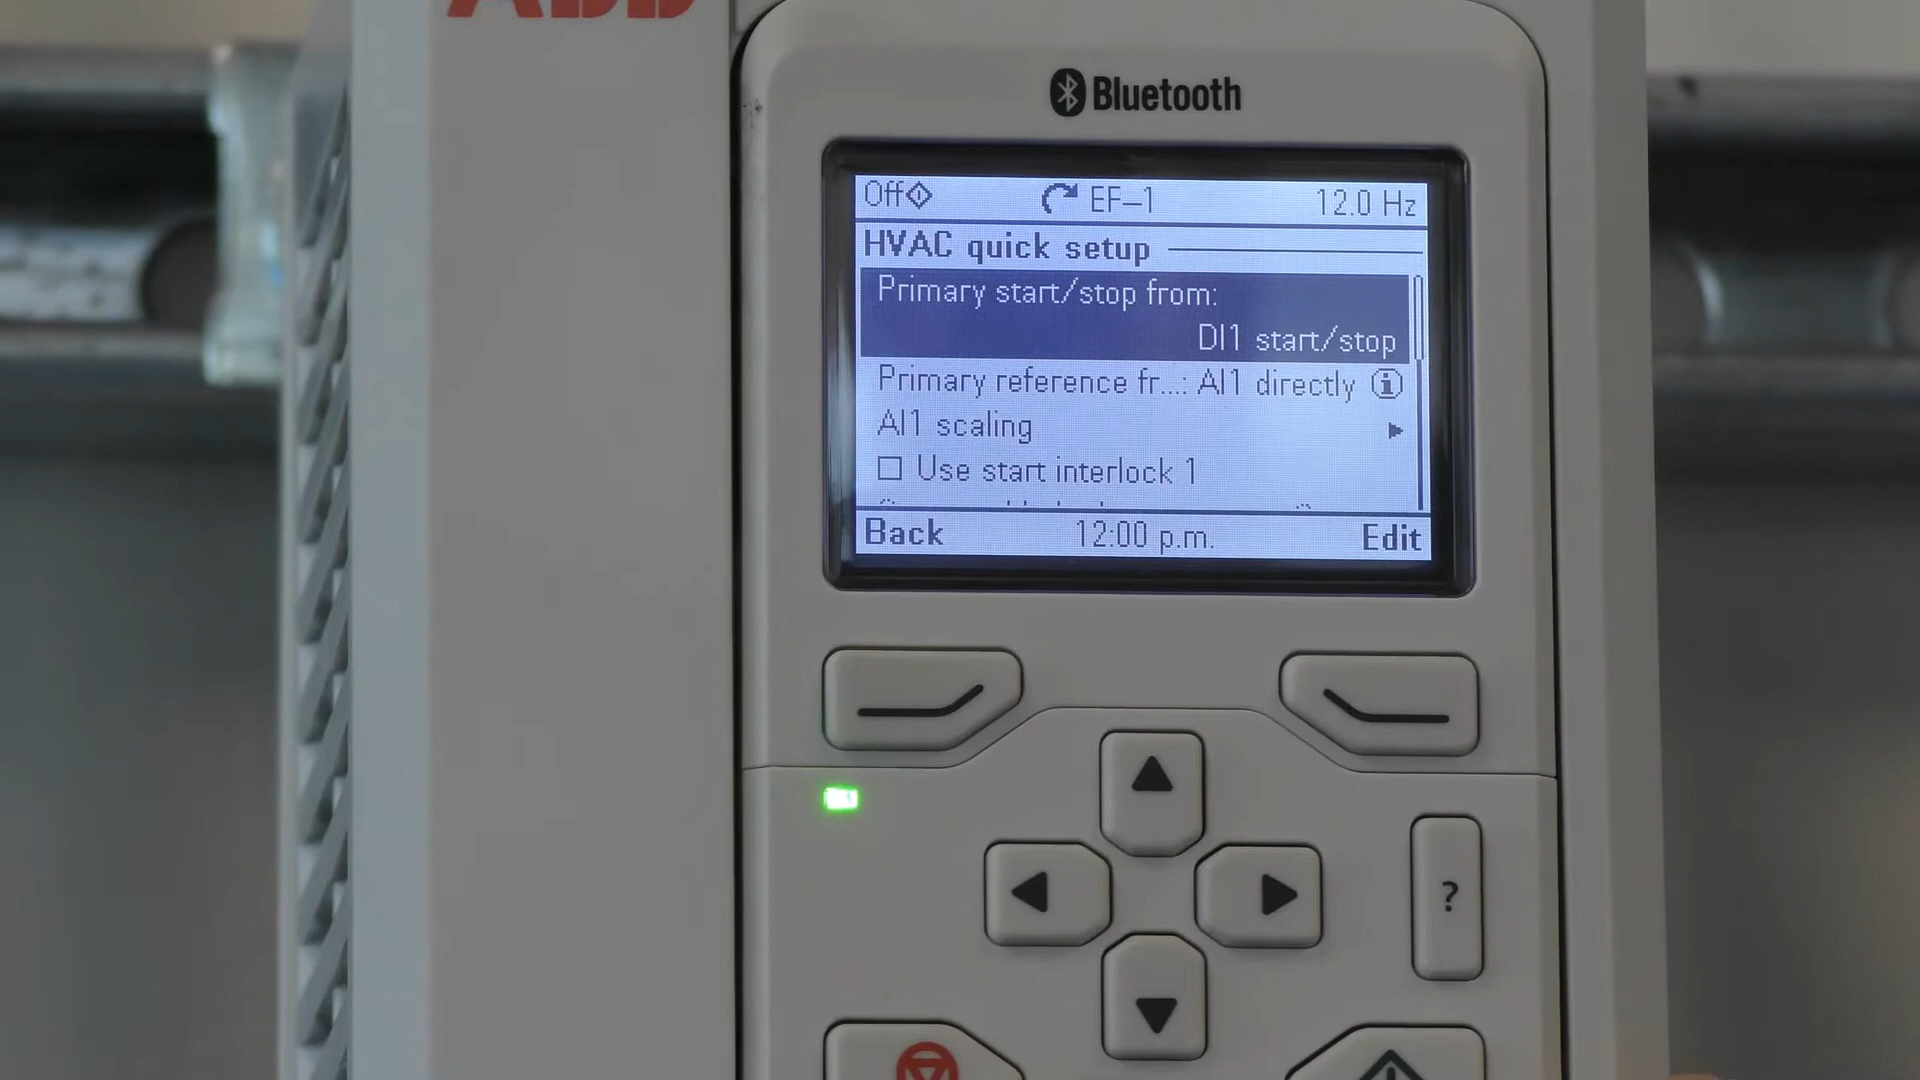 ABB
Bluetooth
Off EF-1 12.0 Hz
HVAC quick setup
Primary start/stop from:
DI1 start/stop
Primary reference fr...: AI1 directly
AI1 scaling
Use start interlock 1
Back 12:00 p.m. Edit
?